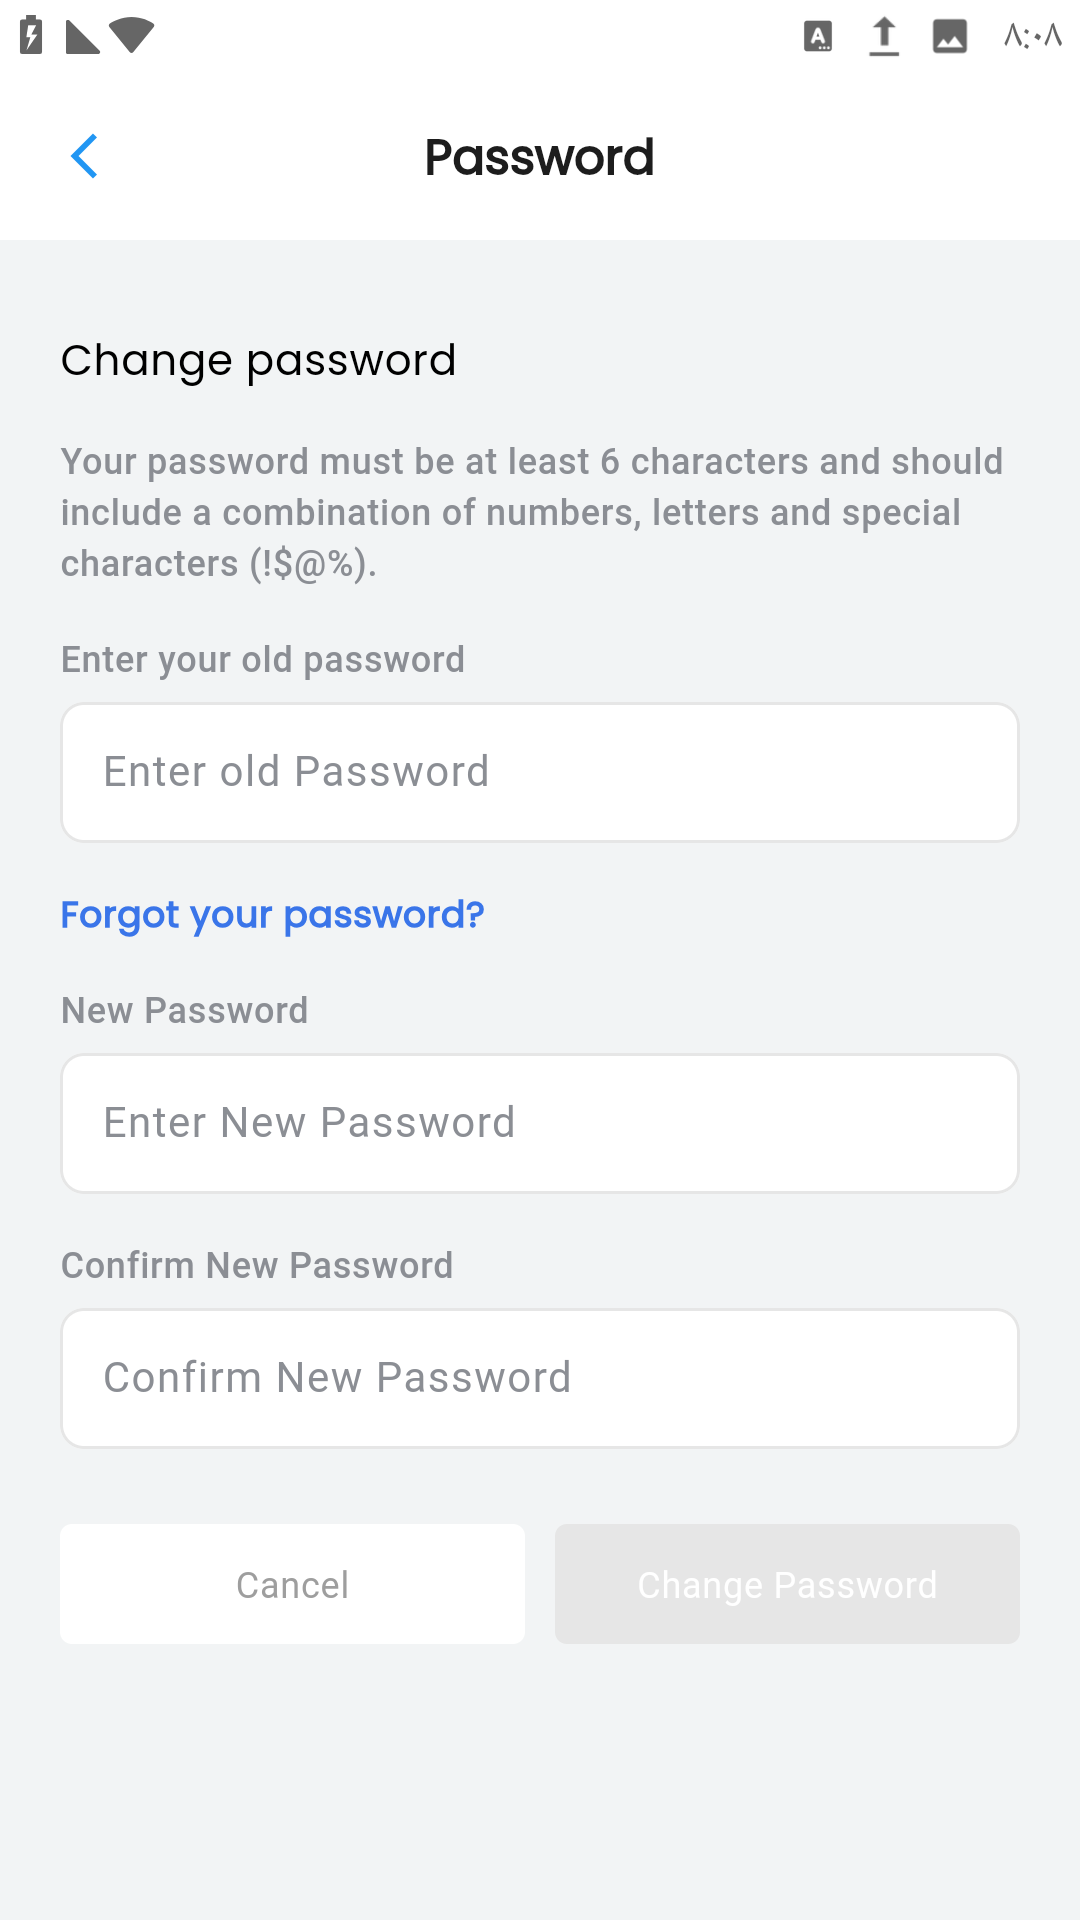 ٨:٠٨
Password
Change password
Your password must be at least 6 characters and should
include a combination of numbers, letters and special
characters (!$@%).
Enter your old password
Enter old Password
Forgot your password?
New Password
Enter New Password
Confirm New Password
Confirm New Password
Cancel
Change Password